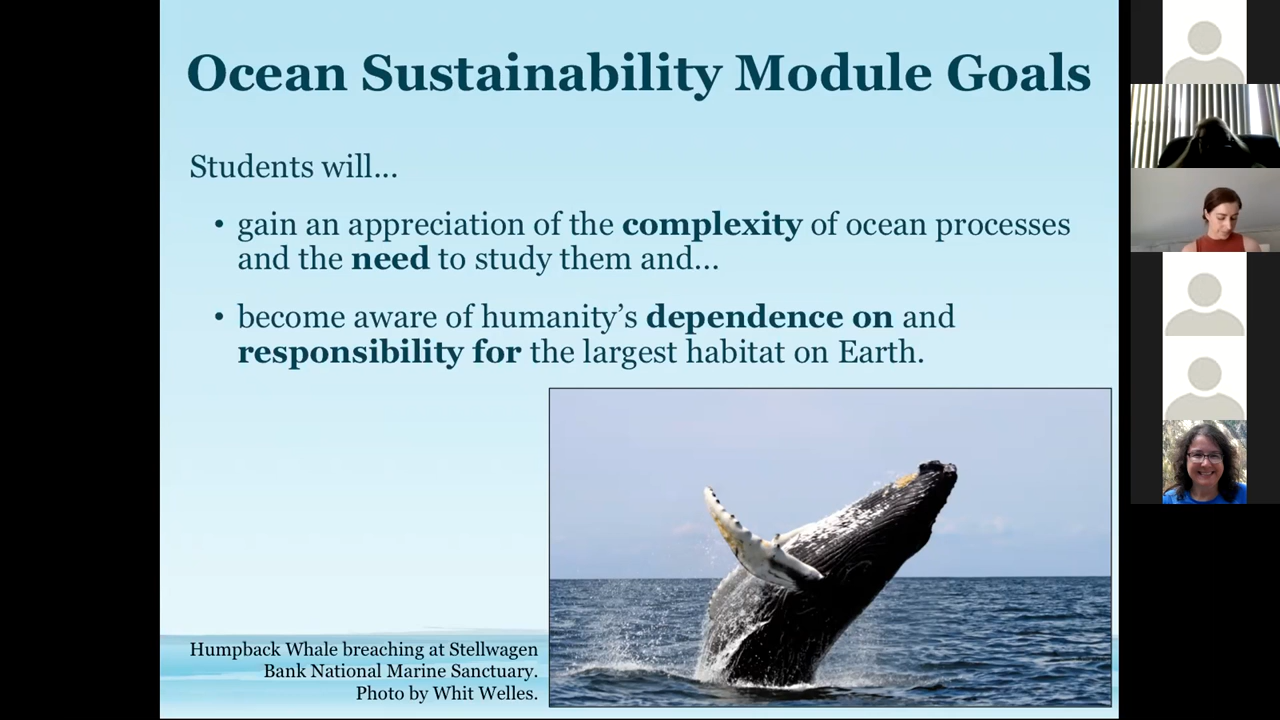 Ocean Sustainability Module Goals
Students will...
• gain an appreciation of the complexity of ocean processes
and the need to study them and...
• become aware of humanity’s dependence on and
responsibility for the largest habitat on Earth.
Humpback Whale breaching at Stellwagen
Bank National Marine Sanctuary.
Photo by Whit Welles.